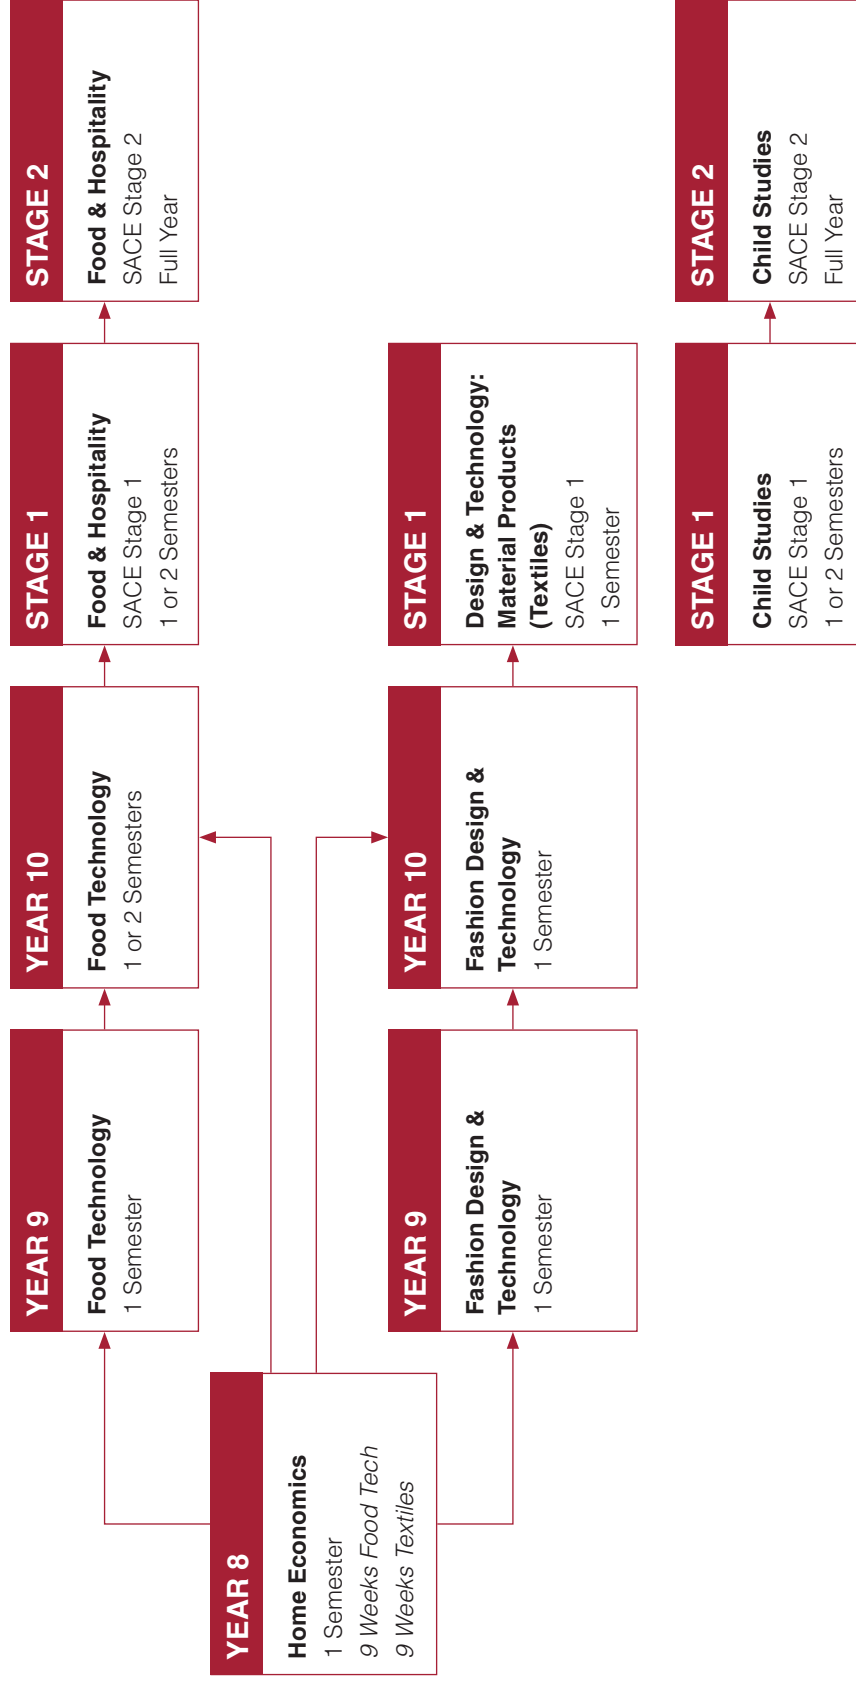 YEAR 8
Home Economics
1 Semester
9 Weeks Food Tech
9 Weeks Textiles
YEAR 9
Food Technology
1 Semester
YEAR 10
Food Technology
1 or 2 Semesters
STAGE 1
Food & Hospitality
SACE Stage 1
1 or 2 Semesters
STAGE 2
Food & Hospitality
SACE Stage 2
Full Year
YEAR 9
Fashion Design &
Technology
1 Semester
YEAR 10
Fashion Design &
Technology
1 Semester
STAGE 1
Design & Technology:
Material Products
(Textiles)
SACE Stage 1
1 Semester
STAGE 1
Child Studies
SACE Stage 1
1 or 2 Semesters
STAGE 2
Child Studies
SACE Stage 2
Full Year